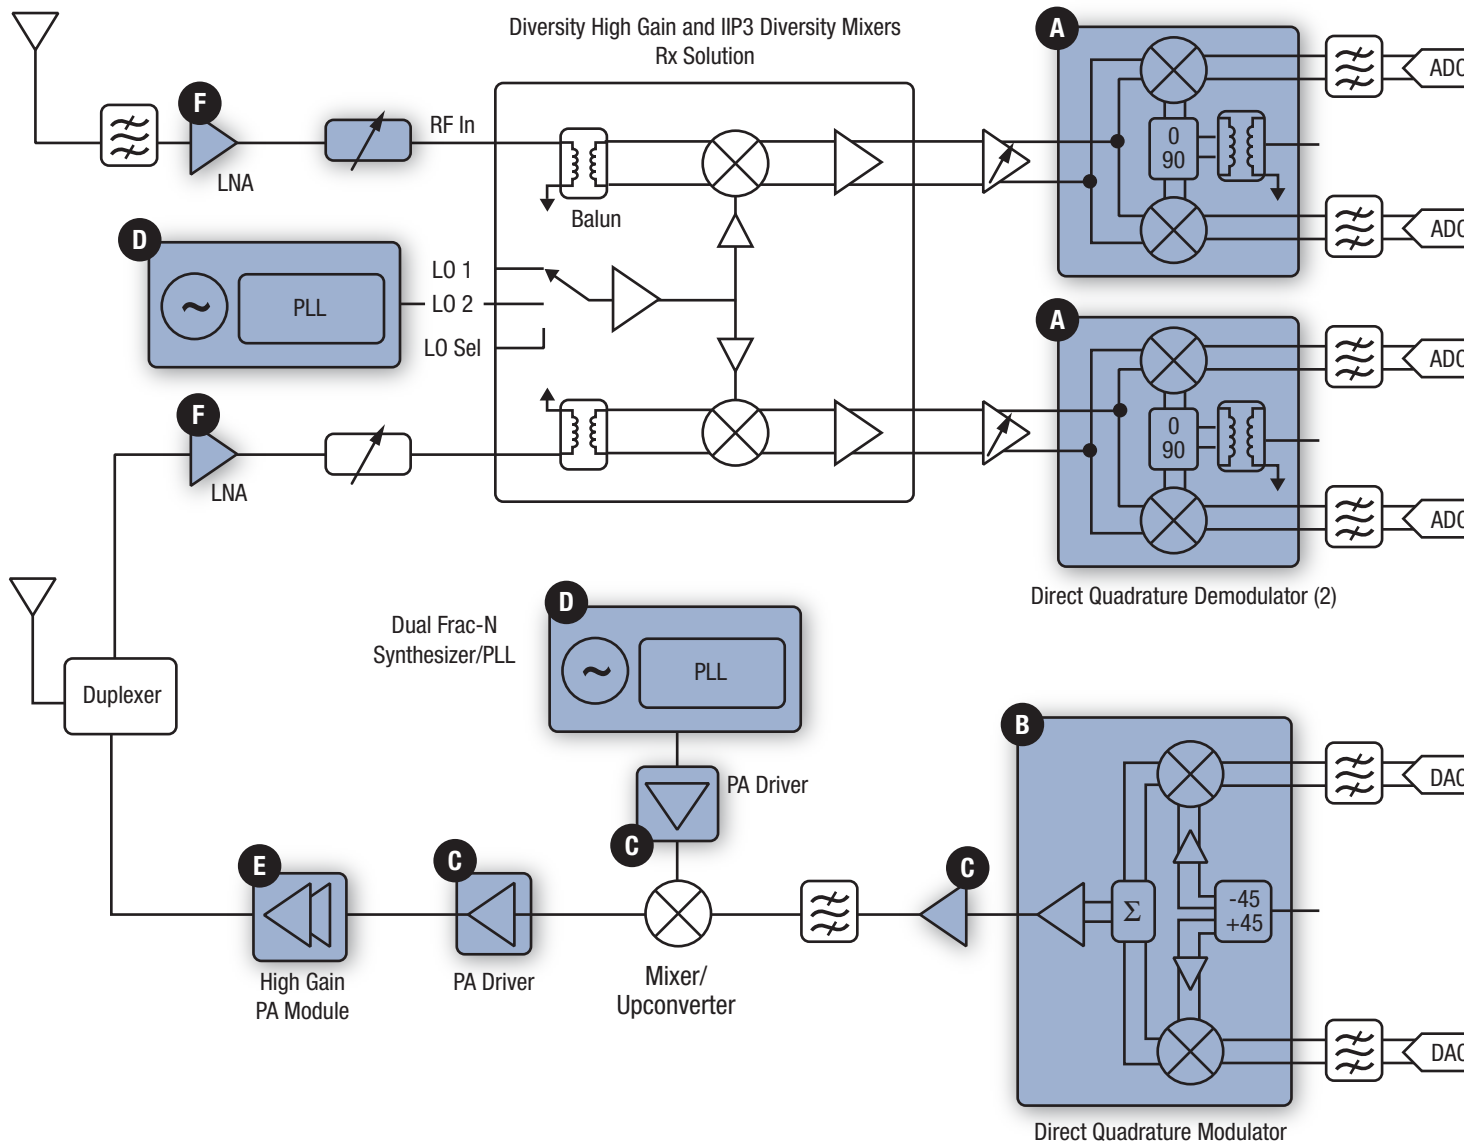 Diversity High Gain and IIP3 Diversity Mixers
Rx Solution
A
ADC
F
RF In
LNA
0
90
Balun
ADC
D
LO 1
PLL
LO 2
LO Sel
A
ADC
F
LNA
0
90
ADC
Direct Quadrature Demodulator (2)
D
Dual Frac-N
Synthesizer/PLL
PLL
Duplexer
B
PA Driver
DAC
C
E
C
C
Σ
-45
+45
High Gain
PA Module
PA Driver
Mixer/
Upconverter
DAC
Direct Quadrature Modulator